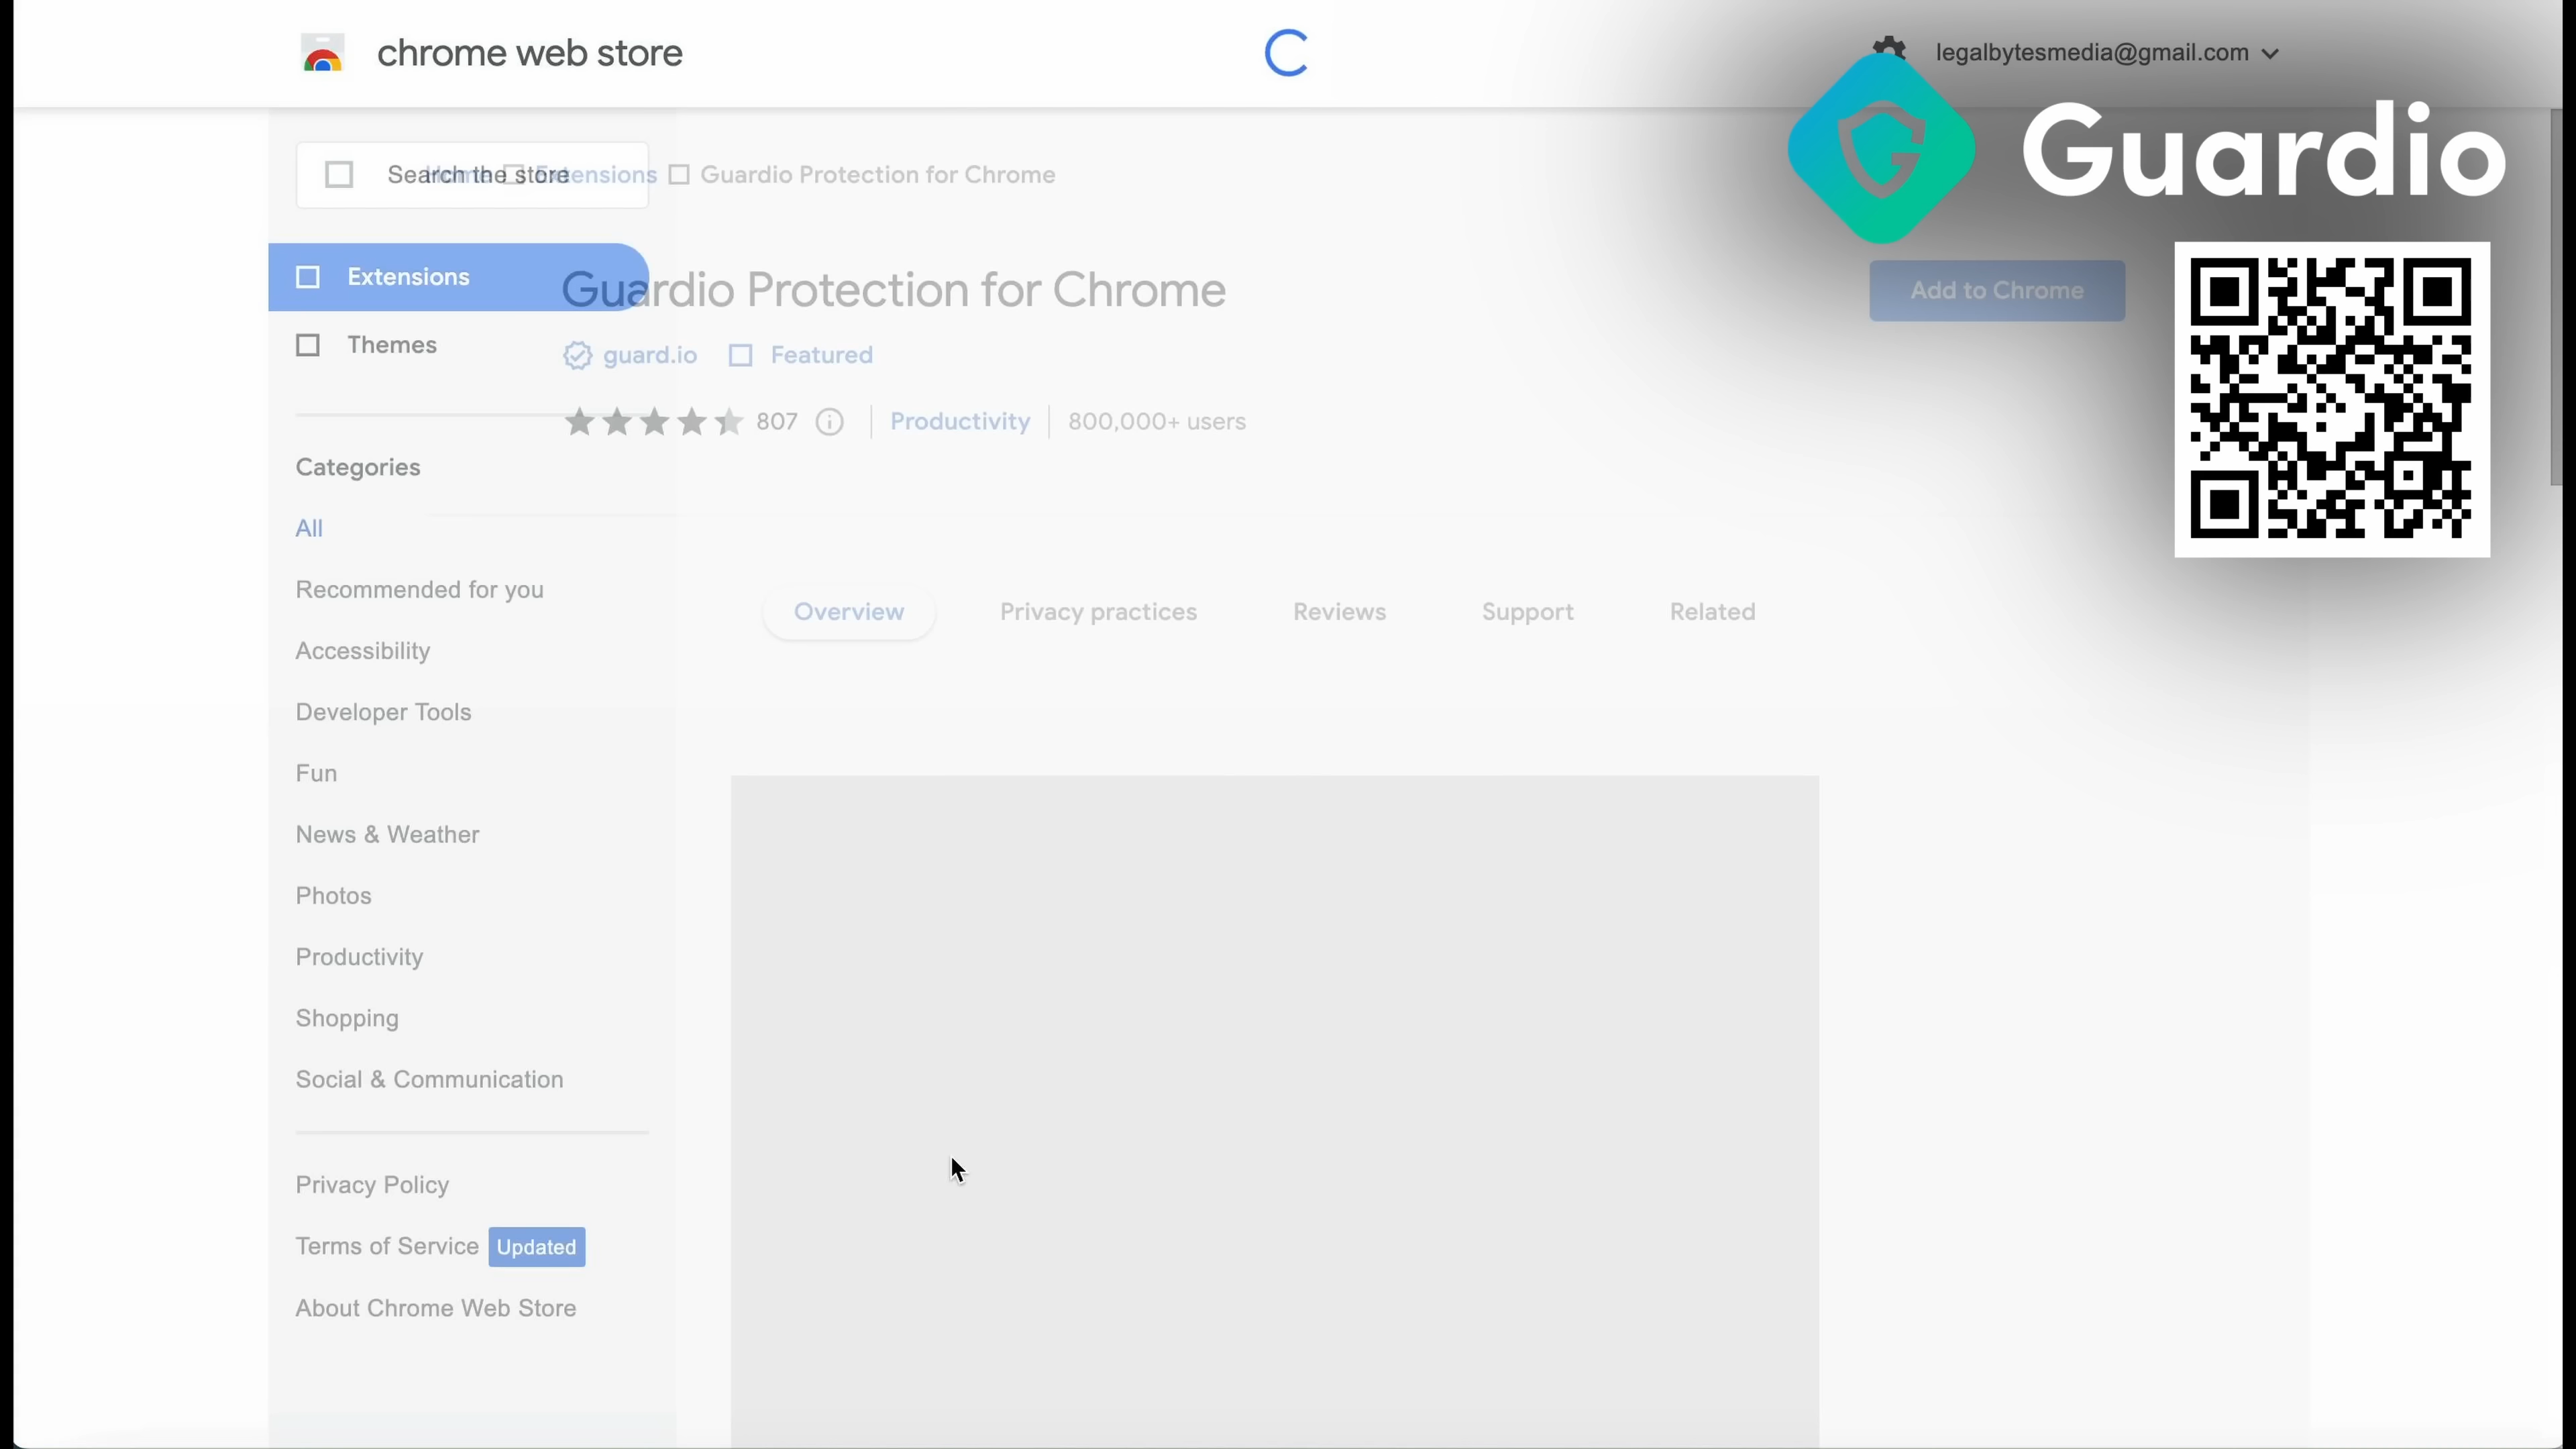 chrome web store
legalbytesmedia@gmail.com
Guardio
Search the store
Home
Extensions
Guardio Protection for Chrome
Extensions
Themes
Guardio Protection for Chrome
Add to Chrome
guard.io
Featured
807
Productivity
800,000+ users
Categories
All
Recommended for you
Accessibility
Developer Tools
Fun
News & Weather
Photos
Productivity
Shopping
Social & Communication
Overview
Privacy practices
Reviews
Support
Related
Privacy Policy
Terms of Service Updated
About Chrome Web Store